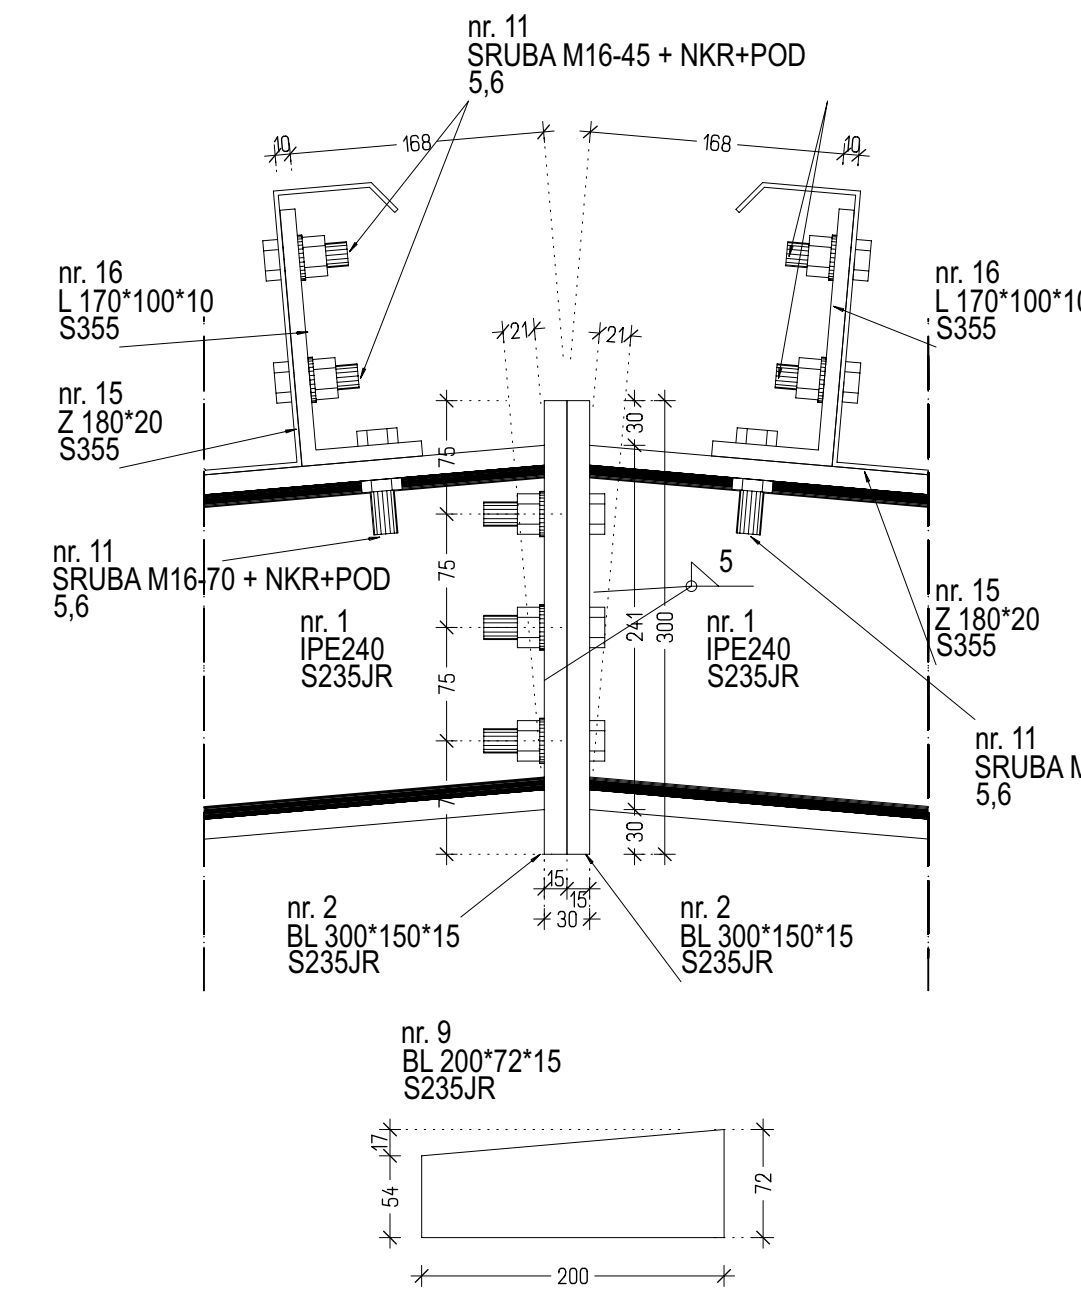 nr. 11
SRUBA M16-45 + NKR+POD
5,6
10
168
168
10
nr. 16
L 170*100*10
S355
nr. 16
L 170*100*10
S355
21
21
nr. 15
Z 180*20
S355
30
75
nr. 11
SRUBA M16-70 + NKR+POD
5,6
75
5
nr. 1
IPE240
S235JR
241
300
nr. 1
IPE240
S235JR
nr. 15
Z 180*20
S355
75
nr. 11
SRUBA M
5,6
30
15
15
30
nr. 2
BL 300*150*15
S235JR
nr. 2
BL 300*150*15
S235JR
nr. 9
BL 200*72*15
S235JR
17
54
72
200